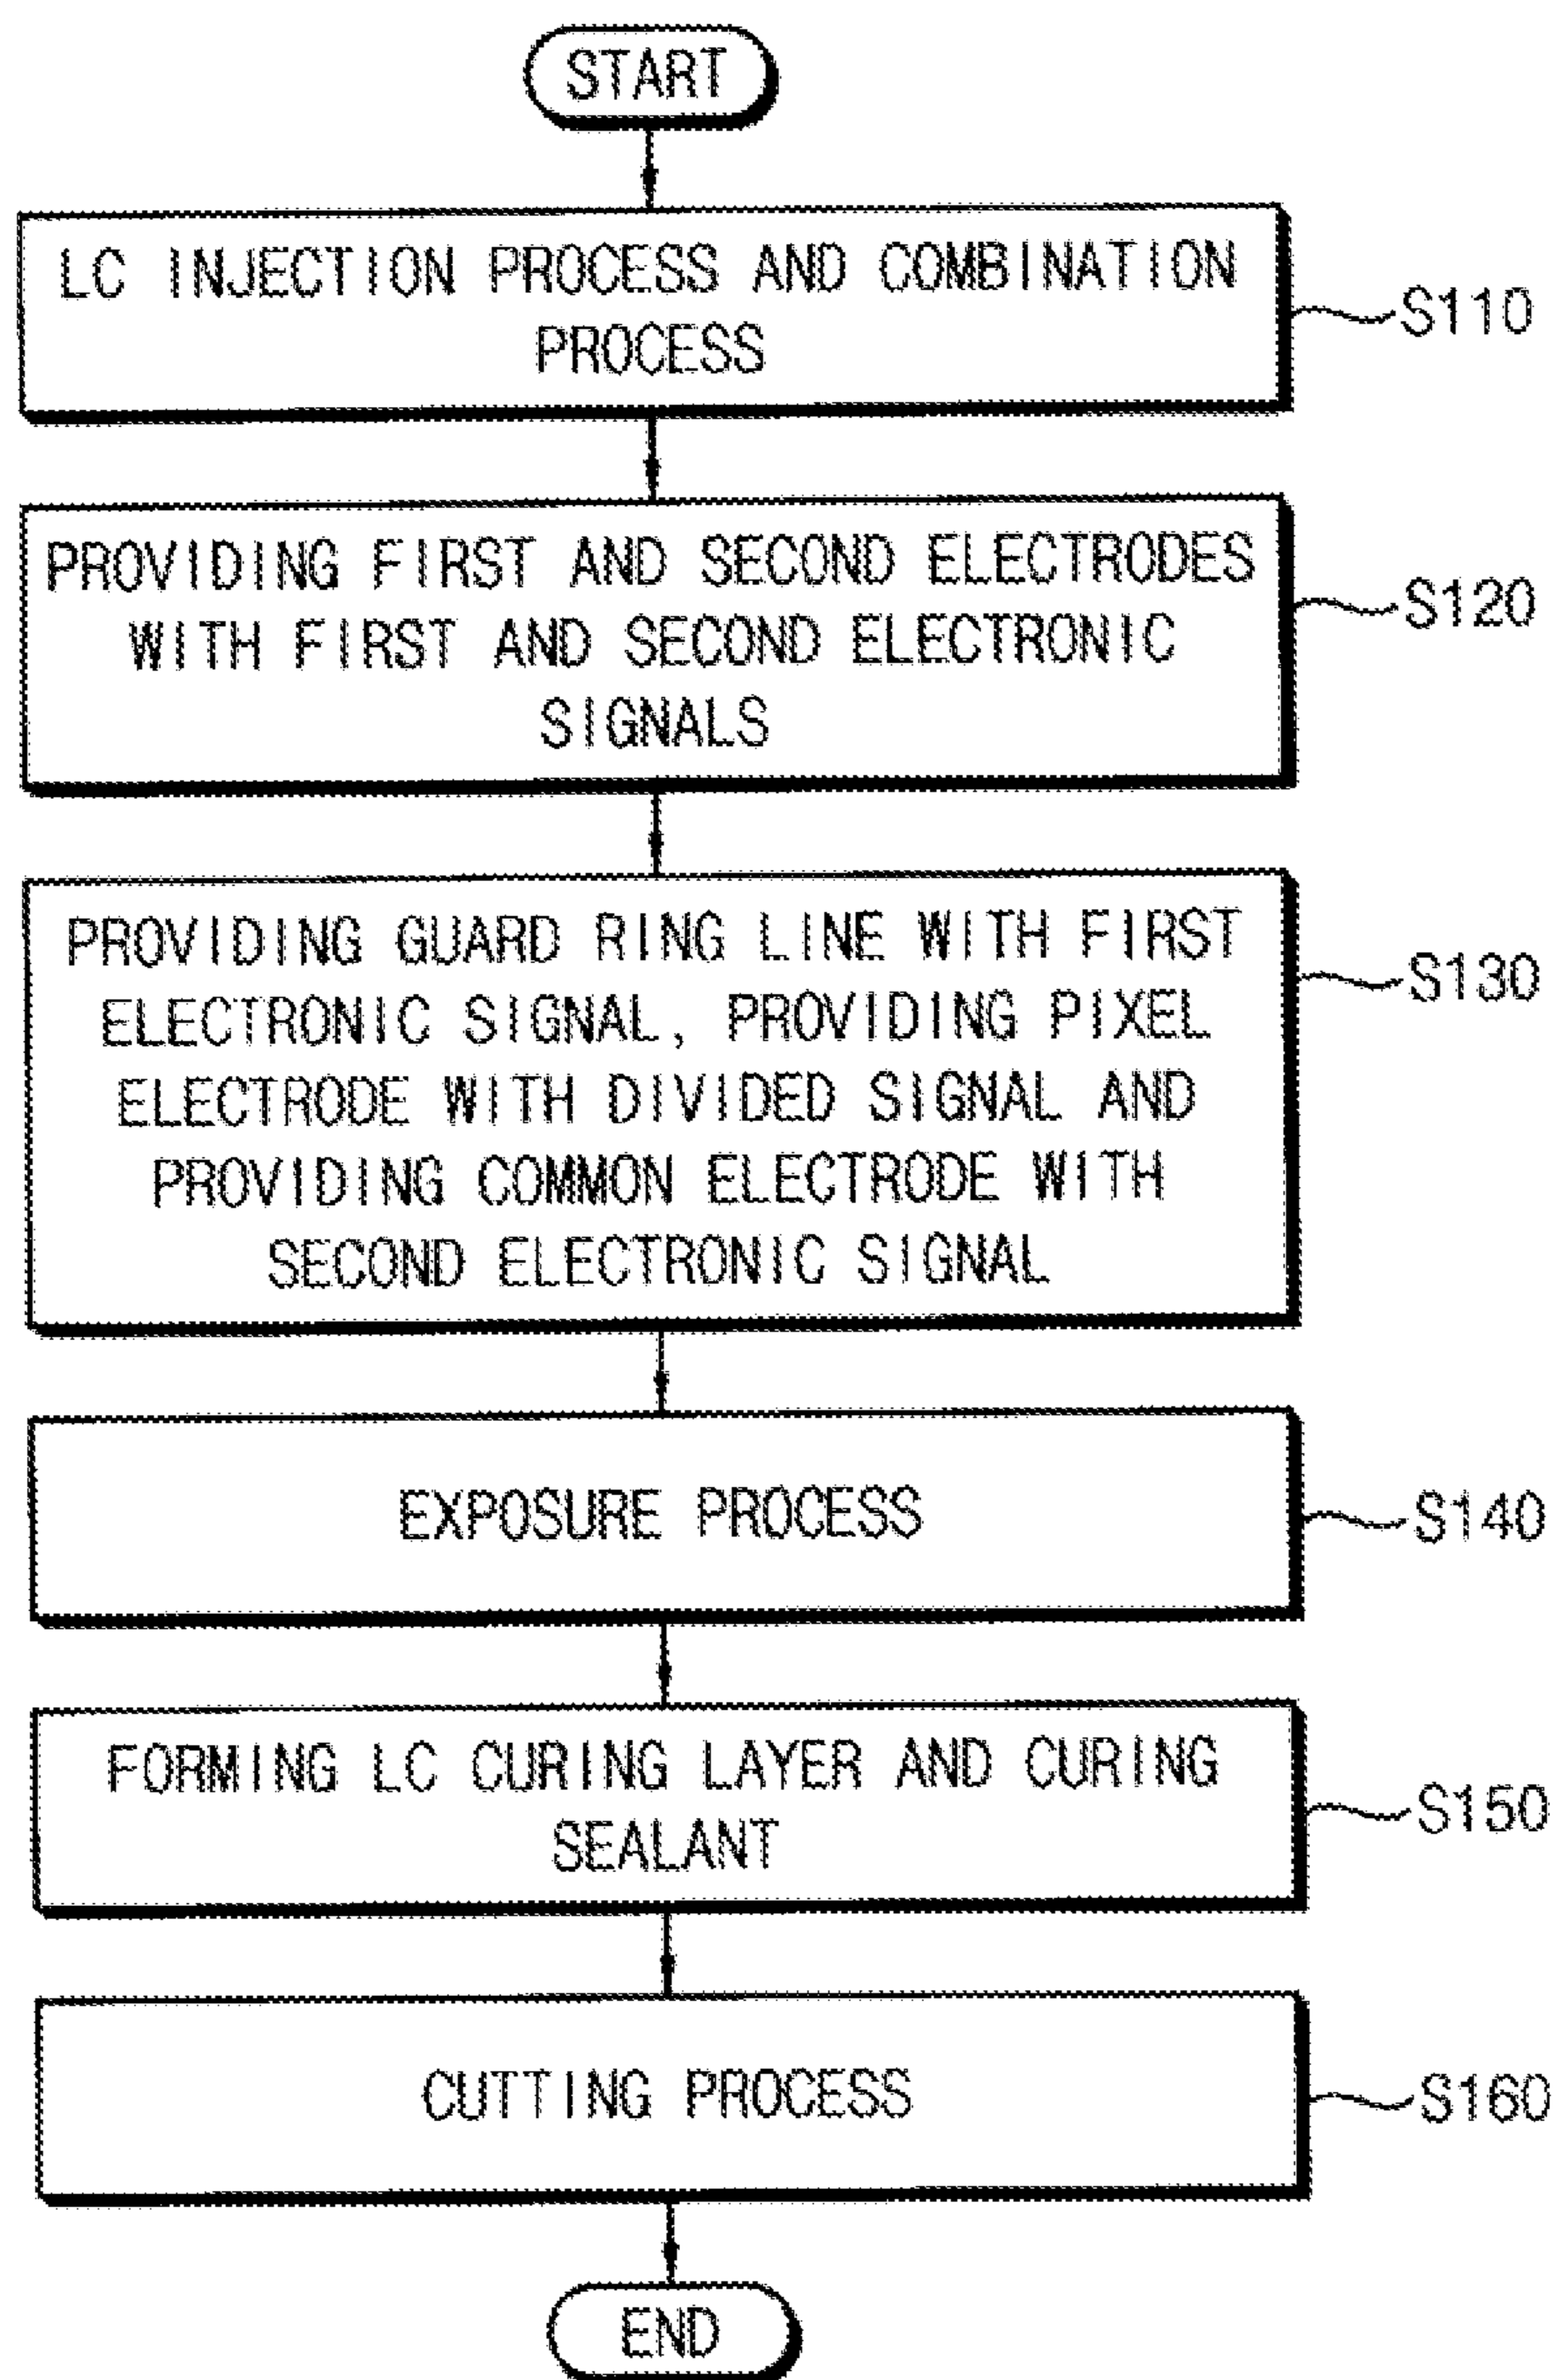 START
LC INJECTION PROCESS AND COMBINATION
PROCESS
S110
PROVIDING FIRST AND SECOND ELECTRODES
WITH FIRST AND SECOND ELECTRONIC
SIGNALS
S120
PROVIDING GUARD RING LINE WITH FIRST
ELECTRONIC SIGNAL, PROVIDING PIXEL
ELECTRODE WITH DIVIDED SIGNAL AND
PROVIDING COMMON ELECTRODE WITH
SECOND ELECTRONIC SIGNAL
S130
EXPOSURE PROCESS
S140
FORMING LC CURING LAYER AND CURING
SEALANT
S150
CUTTING PROCESS
S160
END